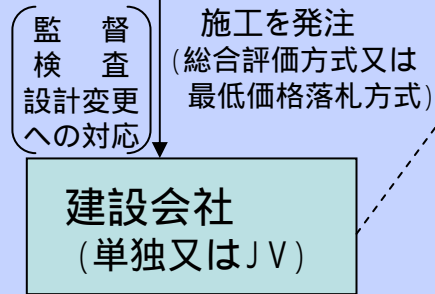 監　督
検　査
設計変更
への対応
施工を発注
(総合評価方式又は
最低価格落札方式)
建設会社
(単独又はJV)